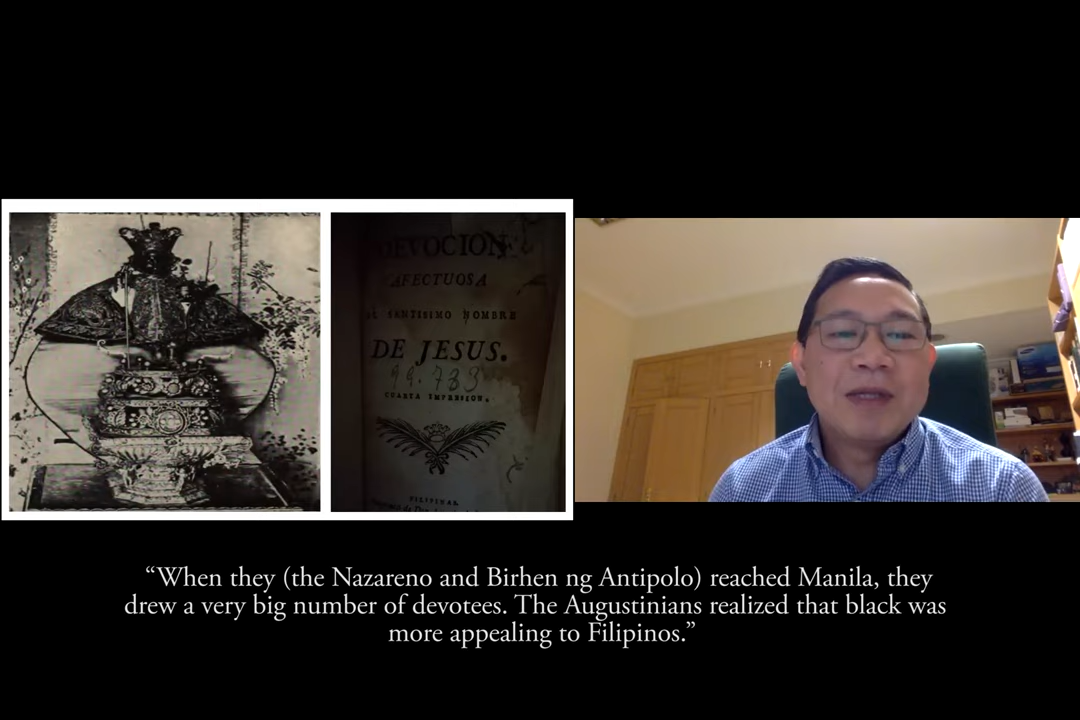 DEVOCION
AFECTUOSA
SANTISIMO NOMBRE
DE JESUS.
CUARTA IMPRESION.
FILIPINAS
“When they (the Nazareno and Birhen ng Antipolo) reached Manila, they
drew a very big number of devotees. The Augustinians realized that black was
more appealing to Filipinos.”